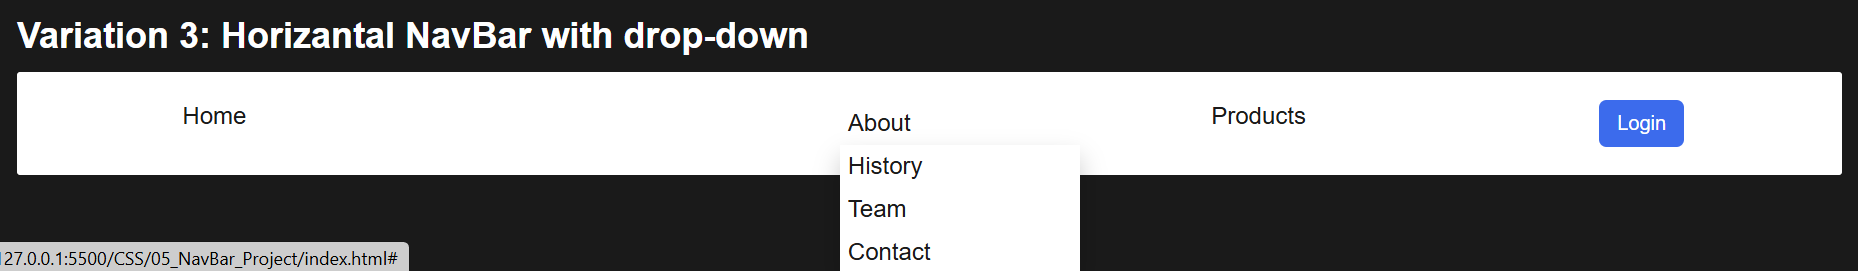 Variation 3: Horizantal NavBar with drop-down
Home
About
Products
Login
History
Team
Contact
127.0.0.1:5500/CSS/05_NavBar_Project/index.html#